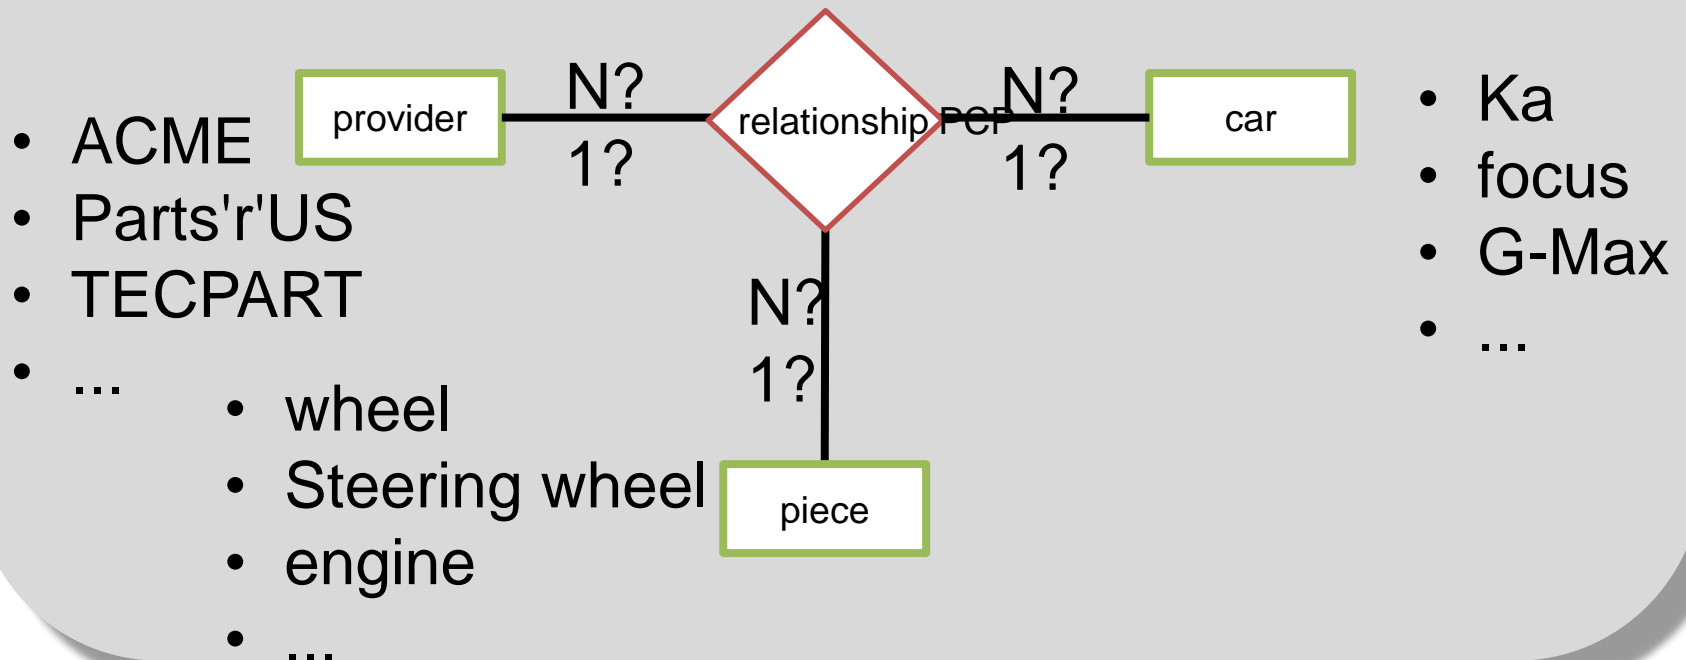 provider
N?
1?
relationship PCP
N?
1?
car
• ACME
• Parts'r'US
• TECPART
• ...
• Ka
• focus
• G-Max
• ...
N?
1?
• wheel
• Steering wheel
• engine
• ...
piece